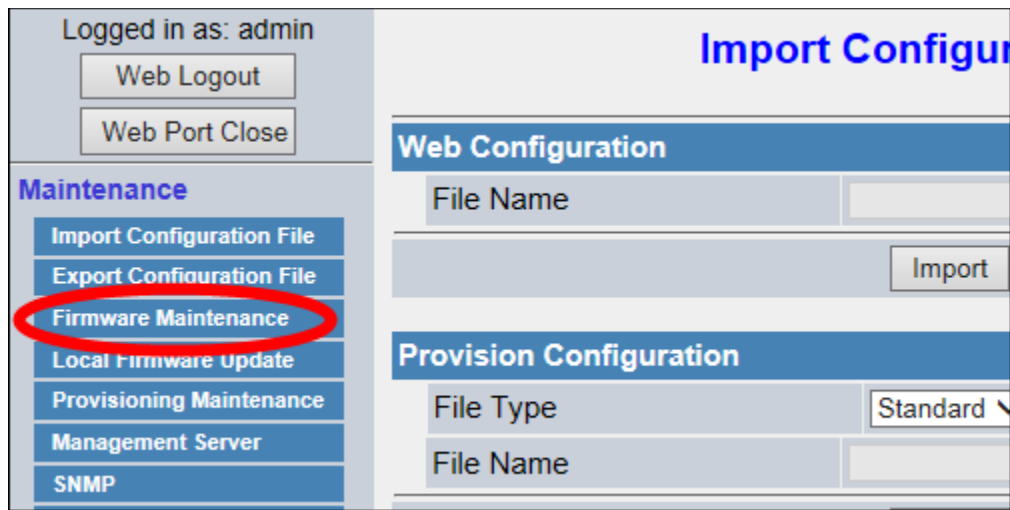 Logged in as: admin
Web Logout
Web Port Close
Maintenance
Import Configuration File
Export Configuration File
Firmware Maintenance
Local Firmware Update
Provisioning Maintenance
Management Server
SNMP
Import Configur
Web Configuration
File Name
Import
Provision Configuration
File Type
Standard
File Name